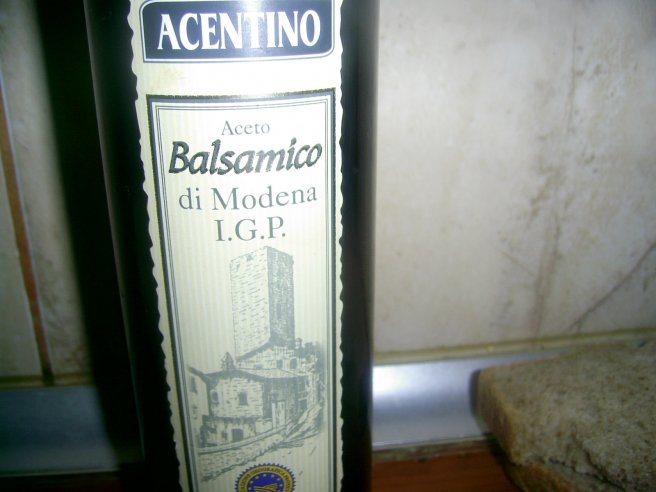 ACENTINO
Aceto
Balsamico
di Modena
I.G.P.